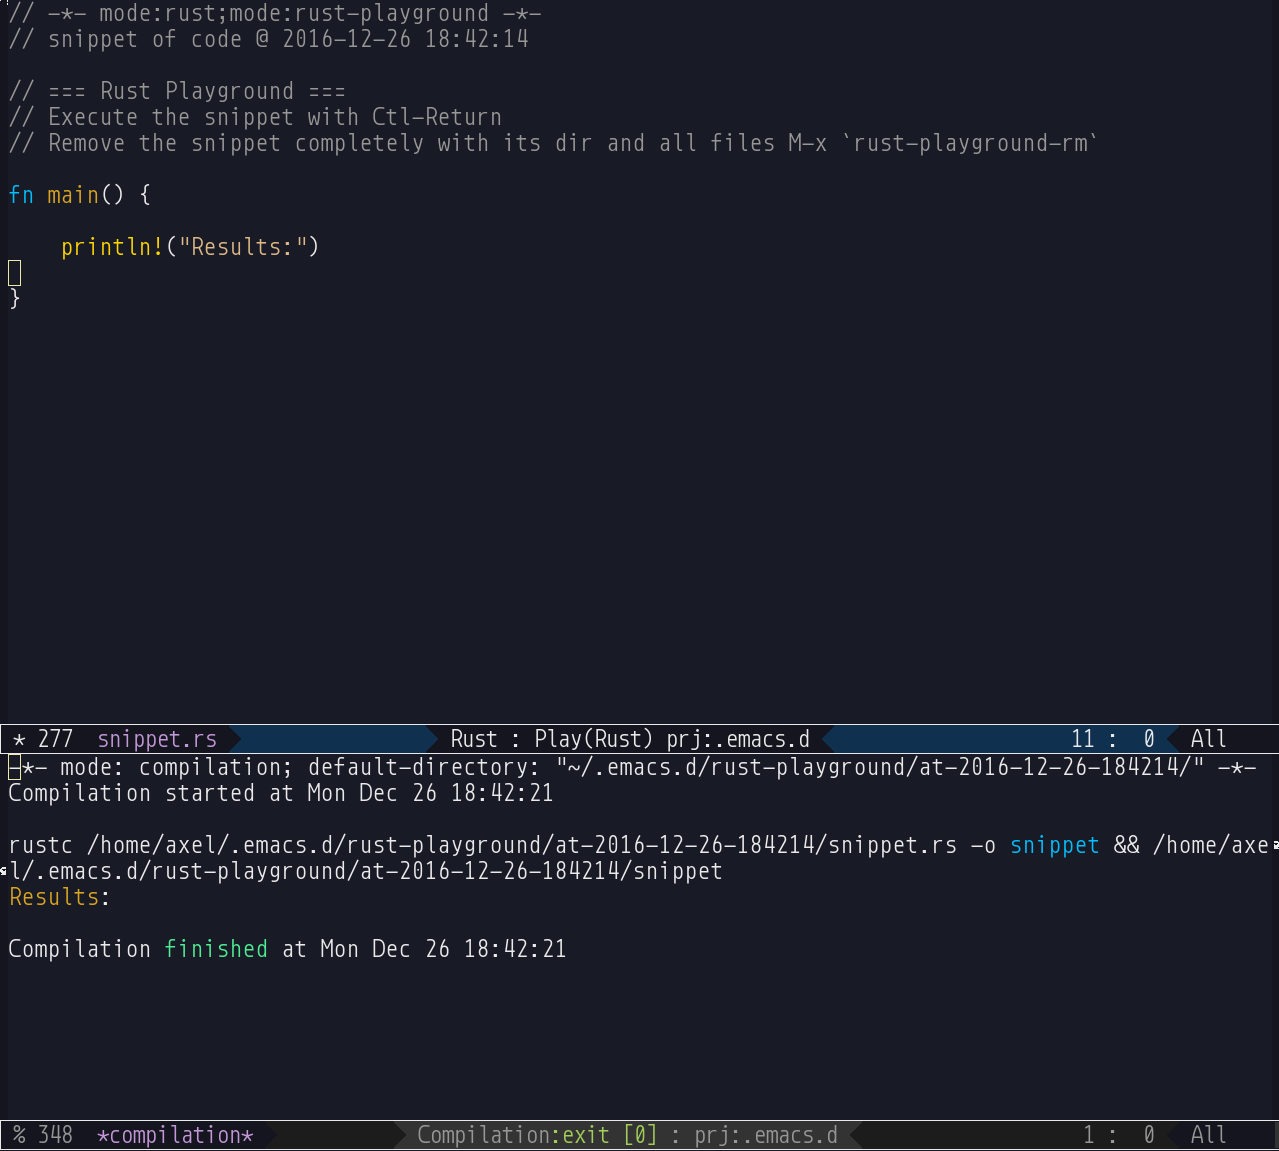 // -*- mode:rust;mode:rust-playground -*-
// snippet of code @ 2016-12-26 18:42:14
// === Rust Playground ===
// Execute the snippet with Ctl-Return
// Remove the snippet completely with its dir and all files M-x `rust-playground-rm`
fn main() {
    println!("Results:")
}
* 277  snippet.rs  Rust : Play(Rust) prj:.emacs.d  11 :  0  All
-*- mode: compilation; default-directory: "~/.emacs.d/rust-playground/at-2016-12-26-184214/" -*-
Compilation started at Mon Dec 26 18:42:21
rustc /home/axel/.emacs.d/rust-playground/at-2016-12-26-184214/snippet.rs -o snippet && /home/axe
l/.emacs.d/rust-playground/at-2016-12-26-184214/snippet
Results:
Compilation finished at Mon Dec 26 18:42:21
% 348  *compilation*  Compilation:exit [0] : prj:.emacs.d  1 :  0  All